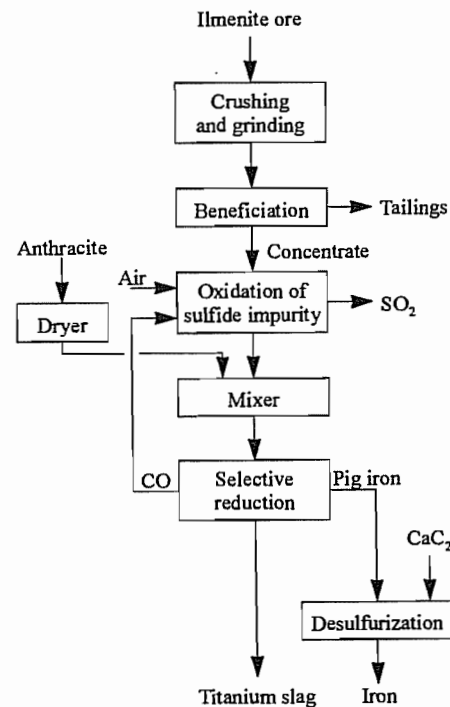 Ilmenite ore
Crushing
and grinding
Beneficiation
Tailings
Concentrate
Anthracite
Air
Oxidation of
sulfide impurity
SO₂
Dryer
Mixer
CO
Selective
reduction
Pig iron
CaC₂
Desulfurization
Titanium slag
Iron